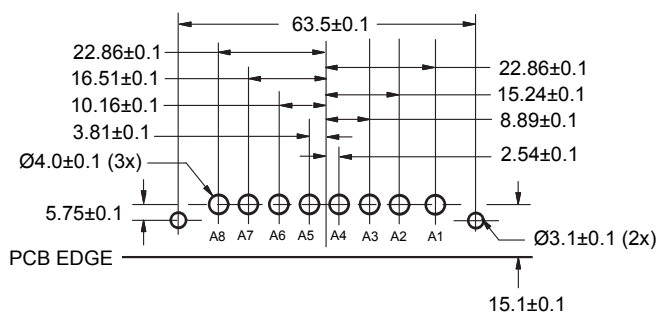 63.5±0.1
22.86±0.1
16.51±0.1
10.16±0.1
3.81±0.1
22.86±0.1
15.24±0.1
8.89±0.1
2.54±0.1
Ø4.0±0.1 (3x)
5.75±0.1
A8 A7 A6 A5 A4 A3 A2 A1
Ø3.1±0.1 (2x)
PCB EDGE
15.1±0.1